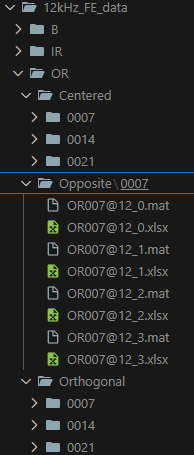 12kHz_FE_data
B
IR
OR
Centered
0007
0014
0021
Opposite\0007
OR007@12_0.mat
OR007@12_0.xlsx
OR007@12_1.mat
OR007@12_1.xlsx
OR007@12_2.mat
OR007@12_2.xlsx
OR007@12_3.mat
OR007@12_3.xlsx
Orthogonal
0007
0014
0021